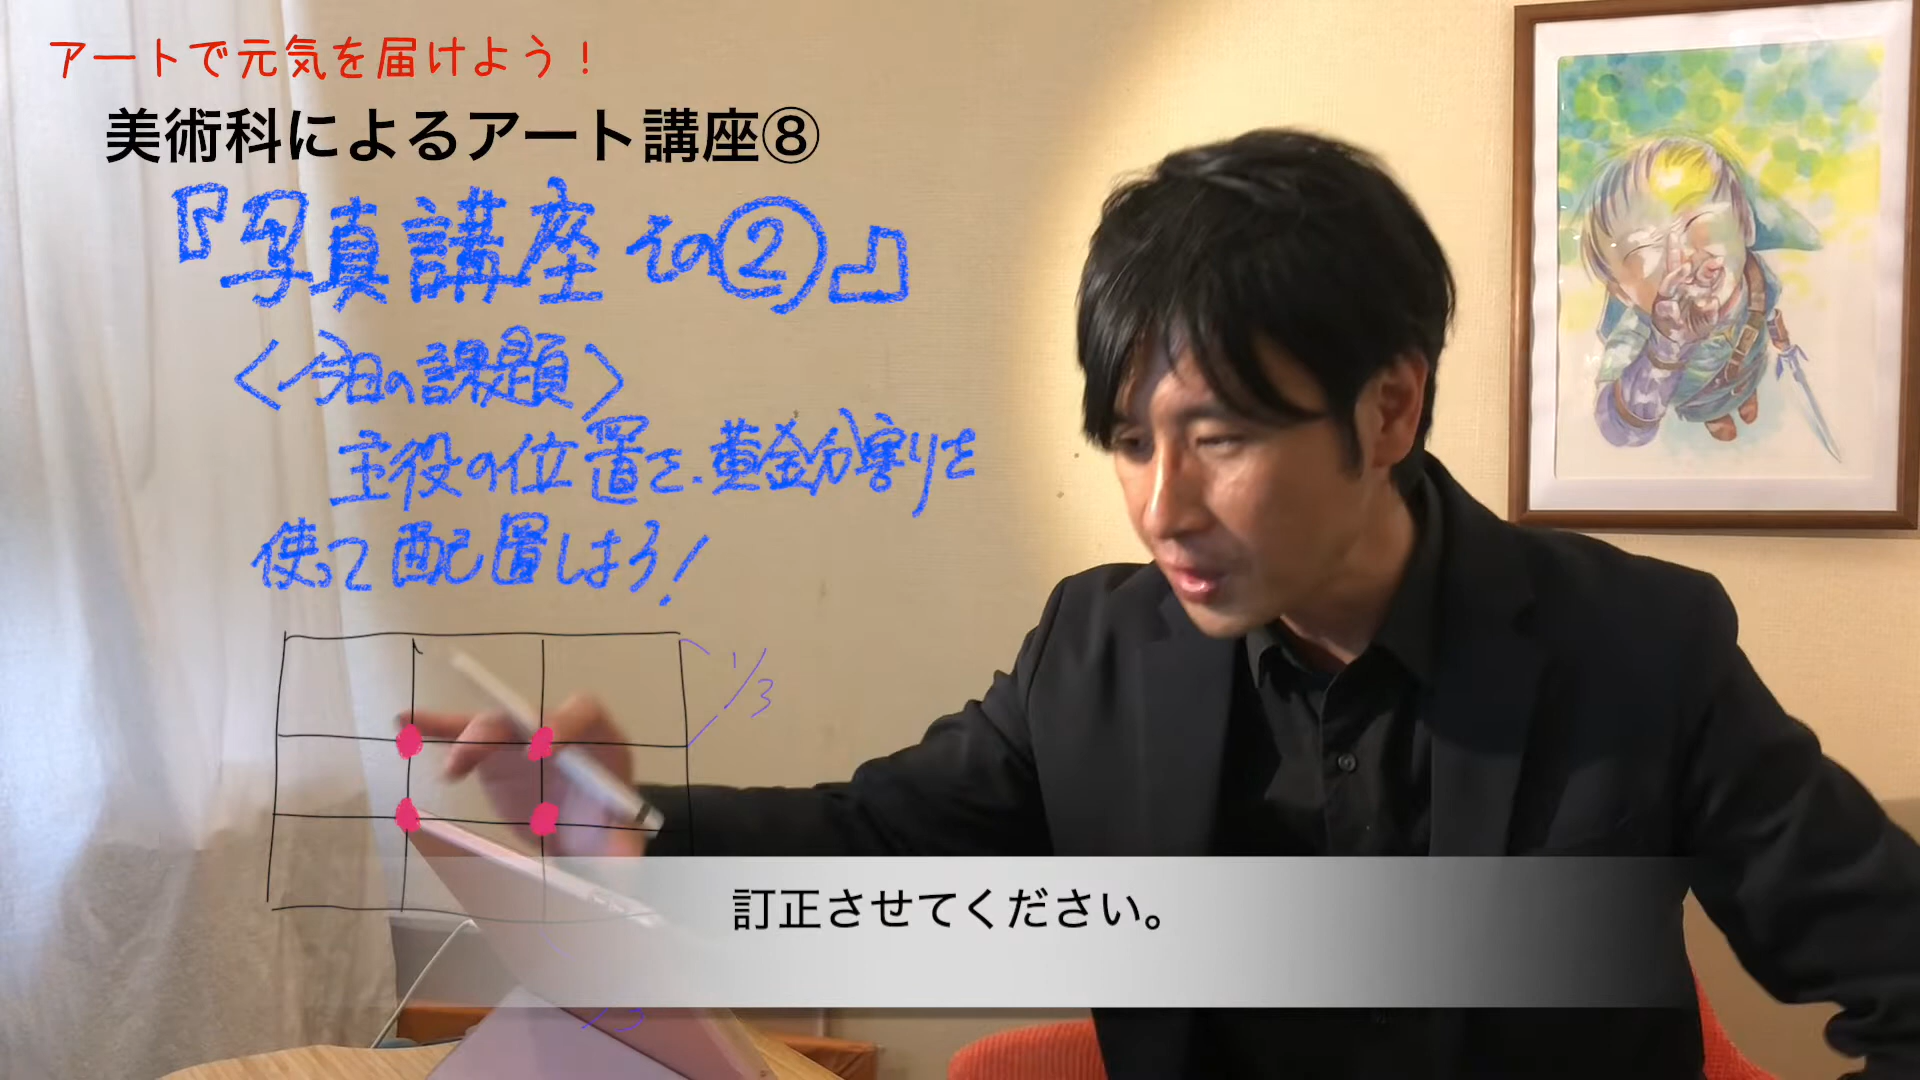 アートで元気を届けよう！
美術科によるアート講座⑧
『写真講座 その②』
＜今日の課題＞
主役の位置を、黄金分割りを
使って配置しよう！
1/3
1/3
訂正させてください。